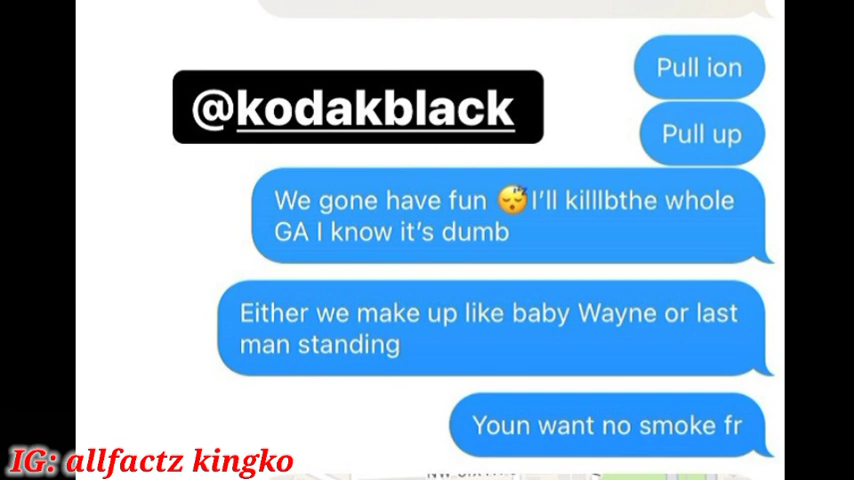 Pull ion
@kodakblack
Pull up
We gone have fun 😴I'll killlbthe whole
GA I know it's dumb
Either we make up like baby Wayne or last
man standing
Youn want no smoke fr
IG: allfactz kingko